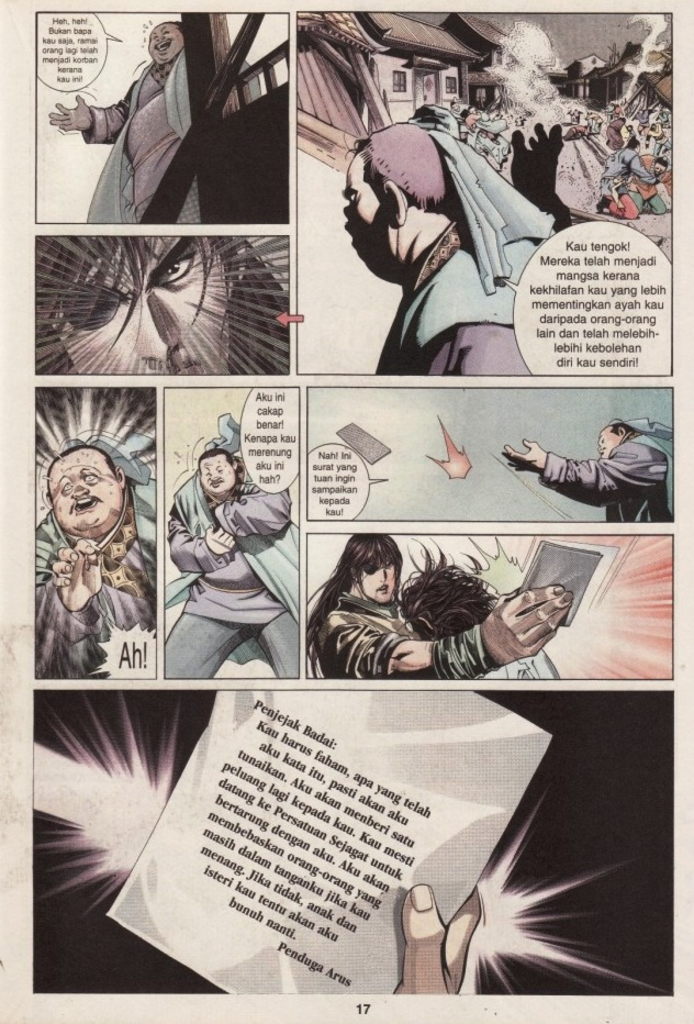 Heh, heh!
Bukan bapa
kau saja, ramai
orang lagi telah
menjadi korban
kerana
kau ini!
Kau tengok!
Mereka telah menjadi
mangsa kerana
kekhilafan kau yang lebih
mementingkan ayah kau
daripada orang-orang
lain dan telah melebih-
lebihi kebolehan
diri kau sendiri!
Ah!
Aku ini
cakap
benar!
Kenapa kau
merenung
aku ini
hah?
Nah! Ini
surat yang
tuan ingin
sampaikan
kepada
kau!
Penjejak Badai:
Kau harus faham, apa yang telah
aku kata itu, pasti akan aku
tunaikan. Aku akan menberi satu
peluang lagi kepada kau. Kau mesti
datang ke Persatuan Sejagat untuk
bertarung dengan aku. Aku akan
membebaskan orang-orang yang
masih dalam tanganku jika kau
menang. Jika tidak, anak dan
isteri kau tentu akan aku
bunuh nanti.
Penduga Arus
17